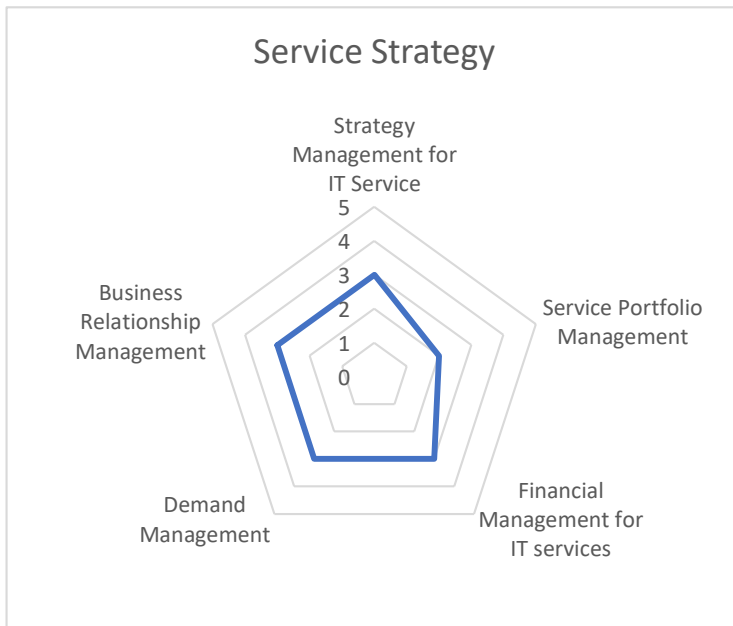 Service Strategy
Strategy
Management for
IT Service
5
4
3
2
1
0
Service Portfolio
Management
Financial
Management for
IT services
Demand
Management
Business
Relationship
Management